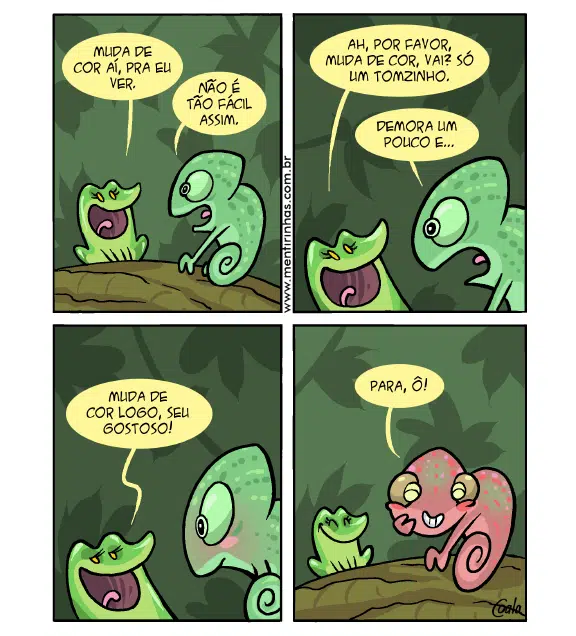 MUDA DE
COR AÍ, PRA EU
VER.
NÃO É
TÃO FÁCIL
ASSIM.
AH, POR FAVOR,
MUDA DE COR, VAI? SÓ
UM TOMZINHO.
DEMORA UM
POUCO E...
www.mentirinhas.com.br
MUDA DE
COR LOGO, SEU
GOSTOSO!
PARA, Ô!
Coala